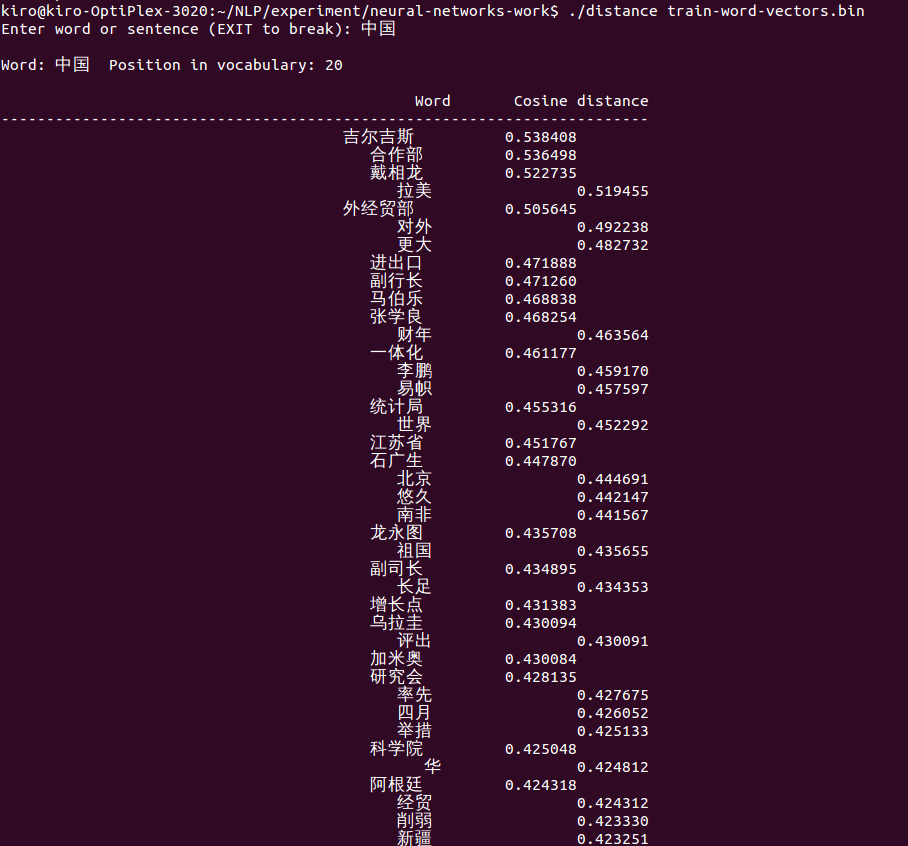 kiro@kiro-OptiPlex-3020:~/NLP/experiment/neural-networks-work$ ./distance train-word-vectors.bin
Enter word or sentence (EXIT to break): 中国
Word: 中国  Position in vocabulary: 20
Word       Cosine distance
------------------------------------------------------------------------
吉尔吉斯 0.538408
合作部 0.536498
戴相龙 0.522735
拉美 0.519455
外经贸部 0.505645
对外 0.492238
更大 0.482732
进出口 0.471888
副行长 0.471260
马伯乐 0.468838
张学良 0.468254
财年 0.463564
一体化 0.461177
李鹏 0.459170
易帜 0.457597
统计局 0.455316
世界 0.452292
江苏省 0.451767
石广生 0.447870
北京 0.444691
悠久 0.442147
南非 0.441567
龙永图 0.435708
祖国 0.435655
副司长 0.434895
长足 0.434353
增长点 0.431383
乌拉圭 0.430094
评出 0.430091
加米奥 0.430084
研究会 0.428135
率先 0.427675
四月 0.426052
举措 0.425133
科学院 0.425048
华 0.424812
阿根廷 0.424318
经贸 0.424312
削弱 0.423330
新疆 0.423251